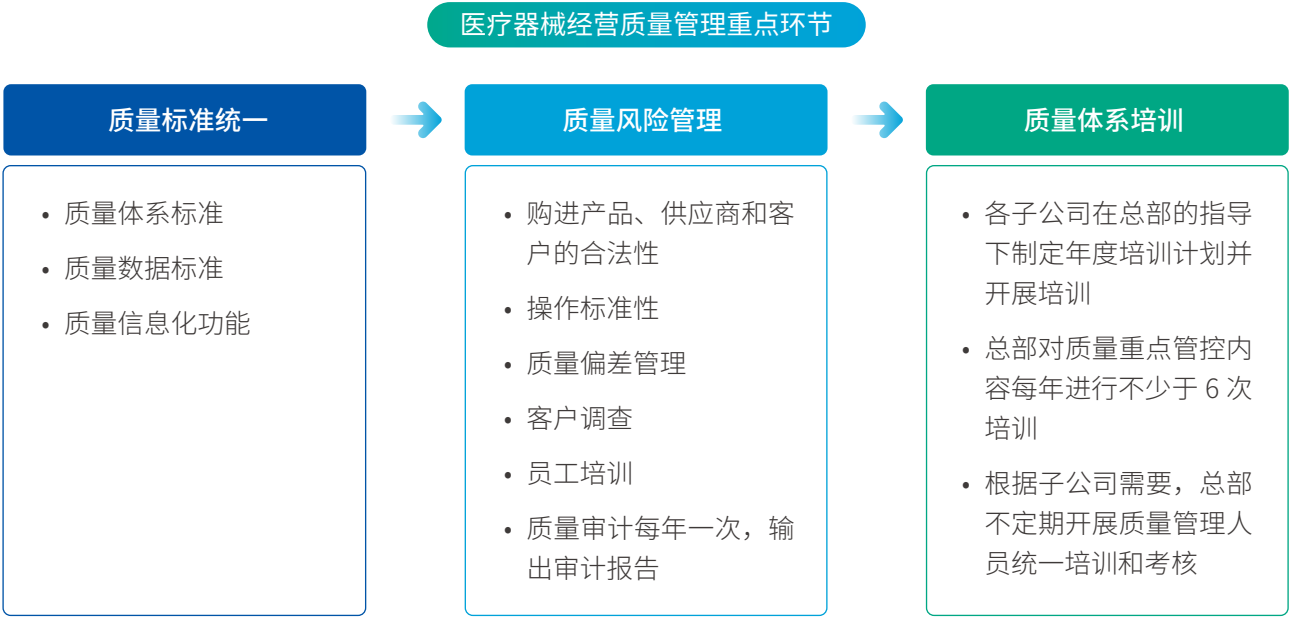 医疗器械经营质量管理重点环节
质量标准统一
• 质量体系标准
• 质量数据标准
• 质量信息化功能
质量风险管理
• 购进产品、供应商和客
户的合法性
• 操作标准性
• 质量偏差管理
• 客户调查
• 员工培训
• 质量审计每年一次，输
出审计报告
质量体系培训
• 各子公司在总部的指导
下制定年度培训计划并
开展培训
• 总部对质量重点管控内
容每年进行不少于 6 次
培训
• 根据子公司需要，总部
不定期开展质量管理人
员统一培训和考核